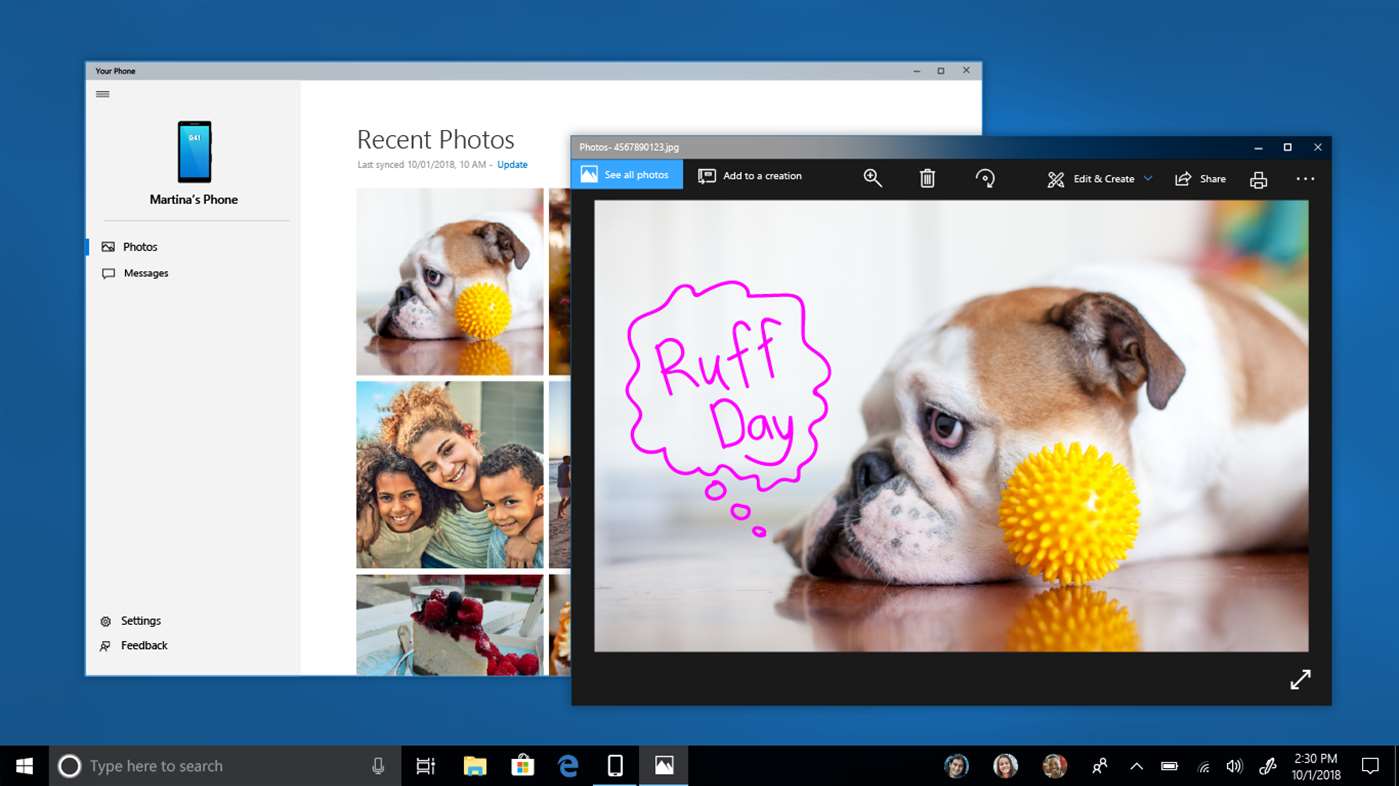 Your Phone
9:41
Martina's Phone
Photos
Messages
Settings
Feedback
Recent Photos
Last synced 10/01/2018, 10 AM - Update
Photos- 4567890123.jpg
See all photos
Add to a creation
Edit & Create
Share
Ruff
Day
Type here to search
2:30 PM
10/1/2018